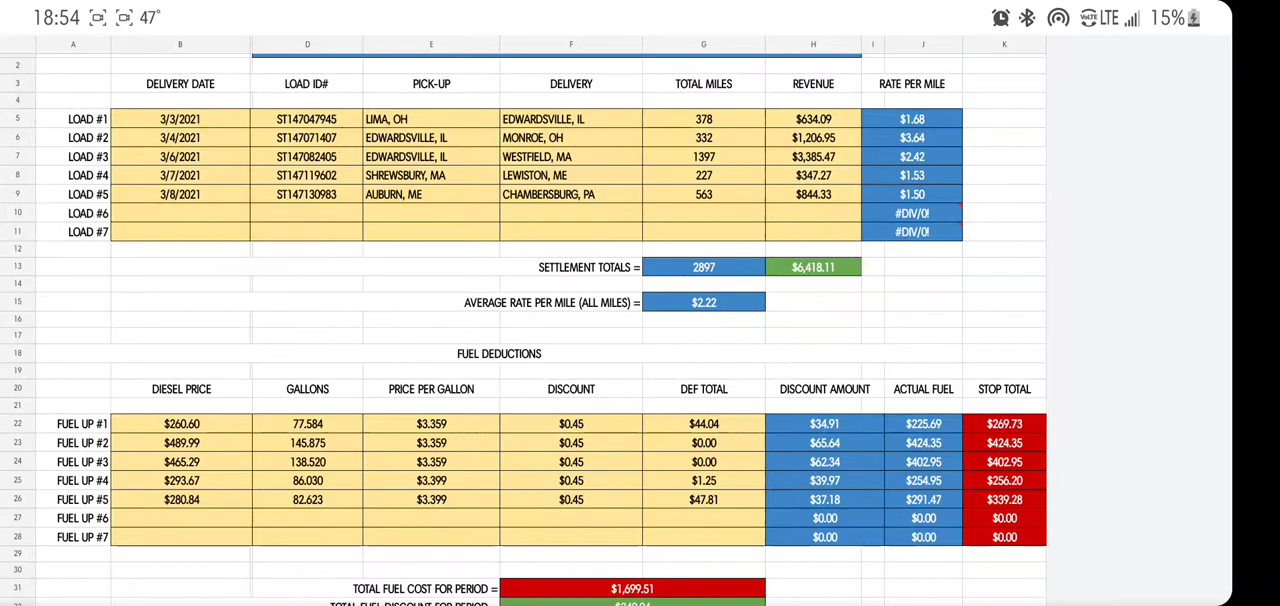 18:54 47° VoLTE LTE 15%
A B D E F G H I J K
2
3 DELIVERY DATE LOAD ID# PICK-UP DELIVERY TOTAL MILES REVENUE RATE PER MILE
4
5 LOAD #1 3/3/2021 ST147047945 LIMA, OH EDWARDSVILLE, IL 378 $634.09 $1.68
6 LOAD #2 3/4/2021 ST147071407 EDWARDSVILLE, IL MONROE, OH 332 $1,206.95 $3.64
7 LOAD #3 3/6/2021 ST147082405 EDWARDSVILLE, IL WESTFIELD, MA 1397 $3,385.47 $2.42
8 LOAD #4 3/7/2021 ST147119602 SHREWSBURY, MA LEWISTON, ME 227 $347.27 $1.53
9 LOAD #5 3/8/2021 ST147130983 AUBURN, ME CHAMBERSBURG, PA 563 $844.33 $1.50
10 LOAD #6 #DIV/0!
11 LOAD #7 #DIV/0!
12
13 SETTLEMENT TOTALS = 2897 $6,418.11
14
15 AVERAGE RATE PER MILE (ALL MILES) = $2.22
16
17
18 FUEL DEDUCTIONS
19
20 DIESEL PRICE GALLONS PRICE PER GALLON DISCOUNT DEF TOTAL DISCOUNT AMOUNT ACTUAL FUEL STOP TOTAL
21
22 FUEL UP #1 $260.60 77.584 $3.359 $0.45 $44.04 $34.91 $225.69 $269.73
23 FUEL UP #2 $489.99 145.875 $3.359 $0.45 $0.00 $65.64 $424.35 $424.35
24 FUEL UP #3 $465.29 138.520 $3.359 $0.45 $0.00 $62.34 $402.95 $402.95
25 FUEL UP #4 $293.67 86.030 $3.399 $0.45 $1.25 $39.97 $254.95 $256.20
26 FUEL UP #5 $280.84 82.623 $3.399 $0.45 $47.81 $37.18 $291.47 $339.28
27 FUEL UP #6 $0.00 $0.00 $0.00
28 FUEL UP #7 $0.00 $0.00 $0.00
29
30
31 TOTAL FUEL COST FOR PERIOD = $1,699.51
TOTAL FUEL DISCOUNT FOR PERIOD